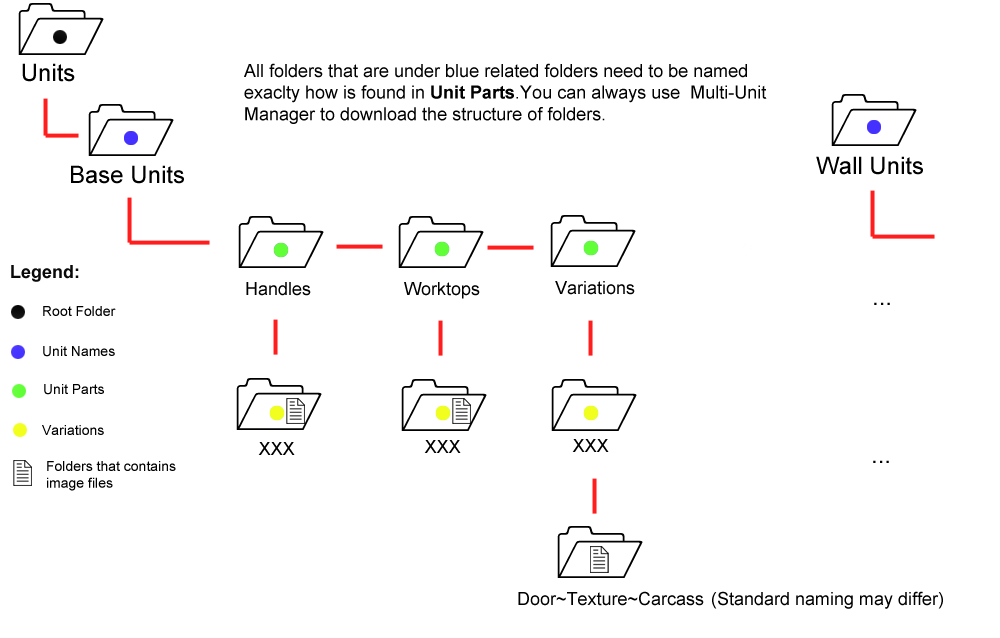 Units
All folders that are under blue related folders need to be named
exaclty how is found in Unit Parts.You can always use Multi-Unit
Manager to download the structure of folders.
Base Units
Wall Units
Handles
Worktops
Variations
...
Legend:
Root Folder
Unit Names
Unit Parts
Variations
Folders that contains
image files
XXX
XXX
XXX
...
Door~Texture~Carcass (Standard naming may differ)